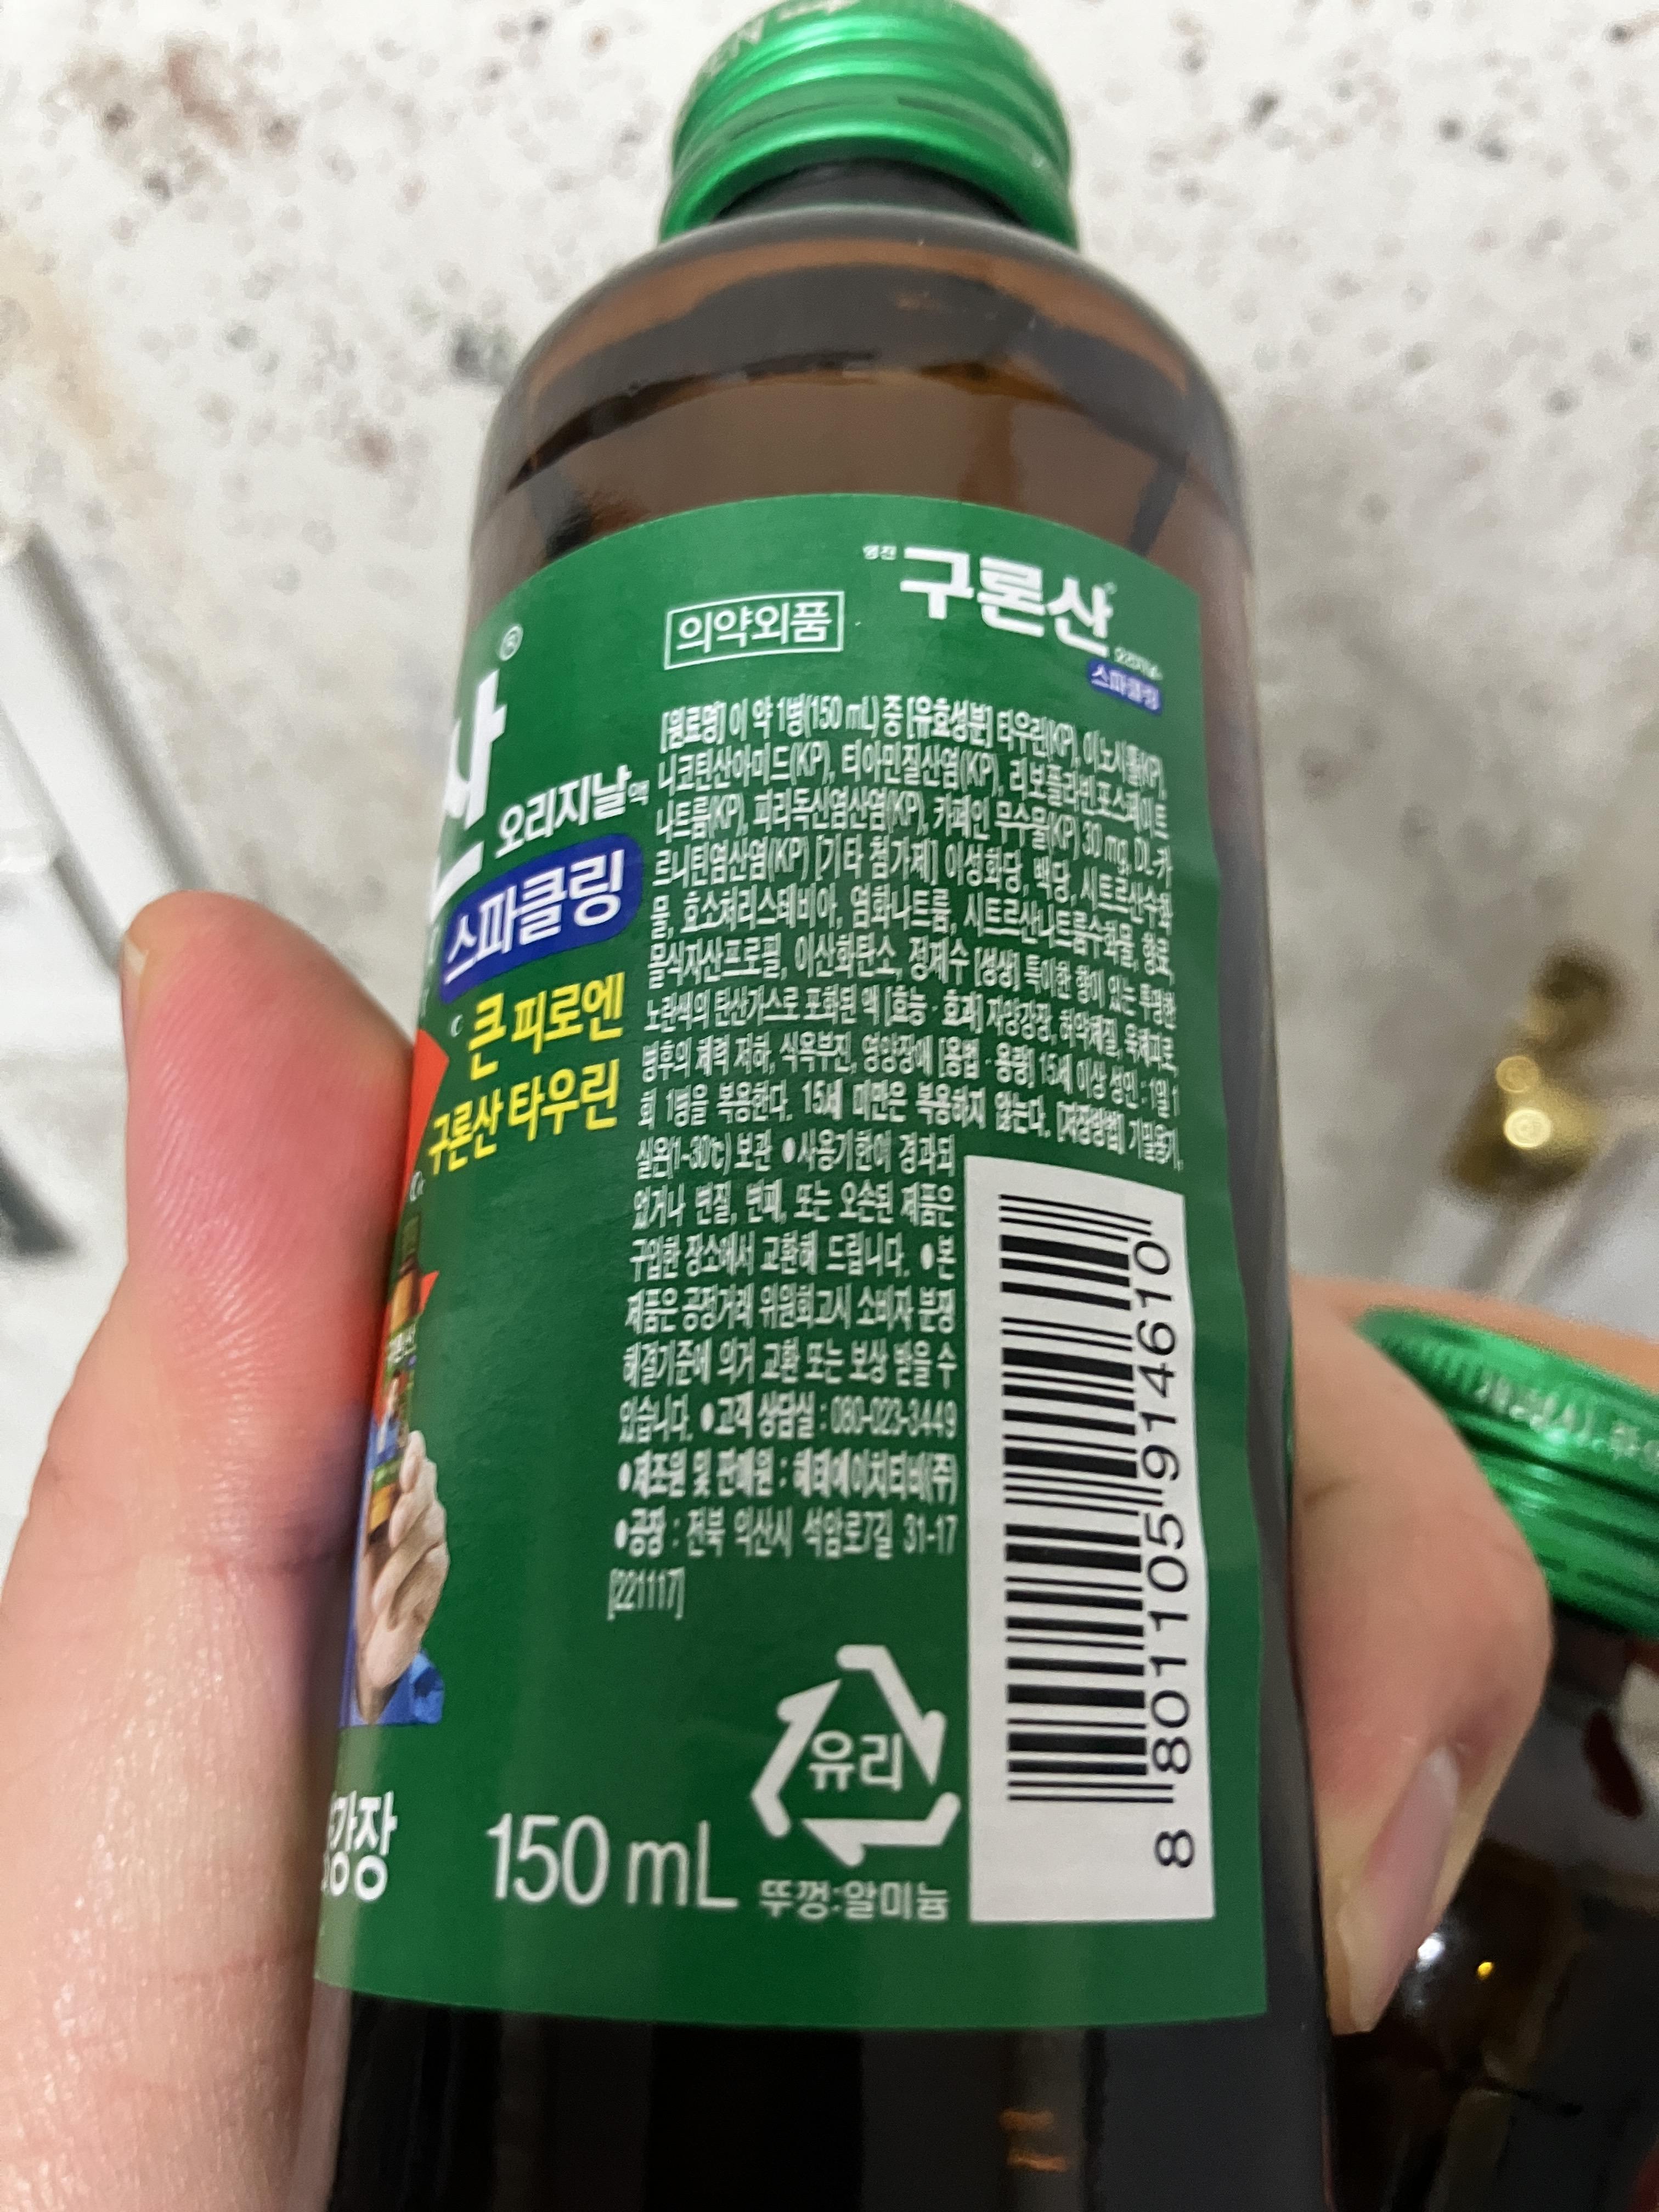 영진 구론산
의약외품
오리지날
스파클링
[원료명] 이 약 1병(150 mL) 중 [유효성분] 타우린(KP), 이노시톨(KP),
니코틴산아미드(KP), 티아민질산염(KP), 리보플라빈포스페이트
나트륨(KP), 피리독신염산염(KP), 카페인 무수물(KP) 30 mg, DL-카
르니틴염산염(KP) [기타 첨가제] 이성화당, 백당, 시트르산수화
물, 효소처리스테비아, 염화나트륨, 시트르산나트륨수화물, 향료,
몰식자산프로필, 이산화탄소, 정제수 [성상] 특이한 향이 있는 투명한
노란색의 탄산가스로 포화된 액 [효능·효과] 자양강장, 허약체질, 육체피로,
병후의 체력 저하, 식욕부진, 영양장애 [용법·용량] 15세 이상 성인 : 1일 1
회 1병을 복용한다. 15세 미만은 복용하지 않는다. [저장방법] 기밀용기,
실온(1~30℃) 보관 ●사용기한이 경과되
었거나 변질, 변패, 또는 오손된 제품은
구입한 장소에서 교환해 드립니다. ●본
제품은 공정거래 위원회고시 소비자 분쟁
해결기준에 의거 교환 또는 보상 받을 수
있습니다. ●고객 상담실 : 080-023-3449
●제조원 및 판매원 : 해태에이치티비(주)
●공장 : 전북 익산시 석암로7길 31-17
[221117]
산®
오리지날액
스파클링
큰 피로엔
구론산 타우린
강장
150 mL
유리
뚜껑:알미늄
8 801105 914610